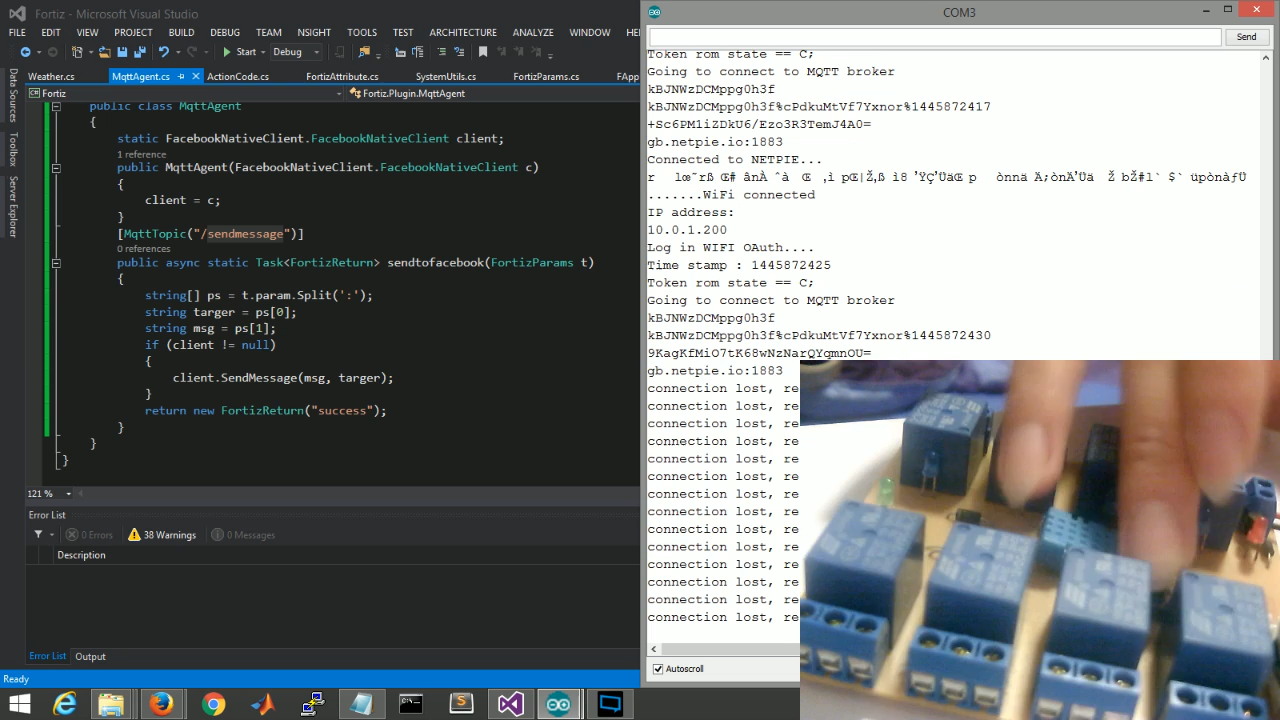 Fortiz - Microsoft Visual Studio
FILE EDIT VIEW PROJECT BUILD DEBUG TEAM NSIGHT TOOLS TEST ARCHITECTURE ANALYZE WINDOW HE
Start Debug
Weather.cs MqttAgent.cs ActionCode.cs FortizAttribute.cs SystemUtils.cs FortizParams.cs FApp
Fortiz Fortiz.Plugin.MqttAgent
Data Sources
Toolbox
Server Explorer
public class MqttAgent
{
static FacebookNativeClient.FacebookNativeClient client;
1 reference
public MqttAgent(FacebookNativeClient.FacebookNativeClient c)
{
client = c;
}
[MqttTopic("/sendmessage")]
0 references
public async static Task<FortizReturn> sendtofacebook(FortizParams t)
{
string[] ps = t.param.Split(':');
string targer = ps[0];
string msg = ps[1];
if (client != null)
{
client.SendMessage(msg, targer);
}
return new FortizReturn("success");
}
}
}
121 %
Error List
0 Errors 38 Warnings 0 Messages
Description
Error List Output
Ready
COM3
Send
Token rom state == C;
Going to connect to MQTT broker
kBJNWzDCMppg0h3f
kBJNWzDCMppg0h3f%cPdkuMtVf7Yxnor%1445872417
+Sc6PM1iZDkU6/Ezo3R3TemJ4A0=
gb.netpie.io:1883
Connected to NETPIE...
.......WiFi connected
IP address:
10.0.1.200
Log in WIFI OAuth....
Time stamp : 1445872425
Token rom state == C;
Going to connect to MQTT broker
kBJNWzDCMppg0h3f
kBJNWzDCMppg0h3f%cPdkuMtVf7Yxnor%1445872430
9KagKfMiO7tK68wNzNarQYqmnOU=
gb.netpie.io:1883
connection lost, re
connection lost, re
connection lost, re
connection lost, re
connection lost, re
connection lost, re
connection lost, re
connection lost, re
connection lost, re
connection lost, re
connection lost, re
connection lost, re
connection lost, re
connection lost, re
Autoscroll